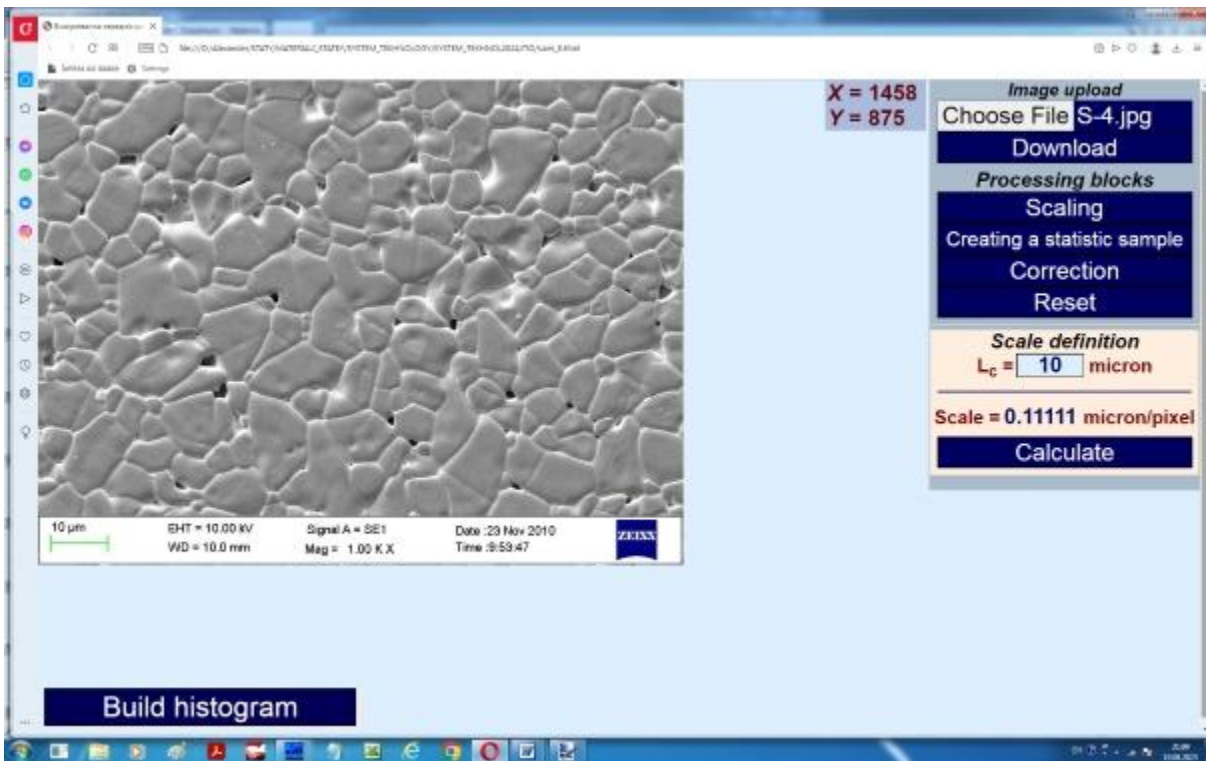 X = 1458
Y = 875
Image upload
Choose File S-4.jpg
Download
Processing blocks
Scaling
Creating a statistic sample
Correction
Reset
Scale definition
Lc = 10 micron
Scale = 0.11111 micron/pixel
Calculate
10 µm
EHT = 10.00 kV
Signal A = SE1
Date :23 Nov 2010
ZEISS
WD = 10.0 mm
Mag = 1.00 K X
Time :9:53:47
Build histogram